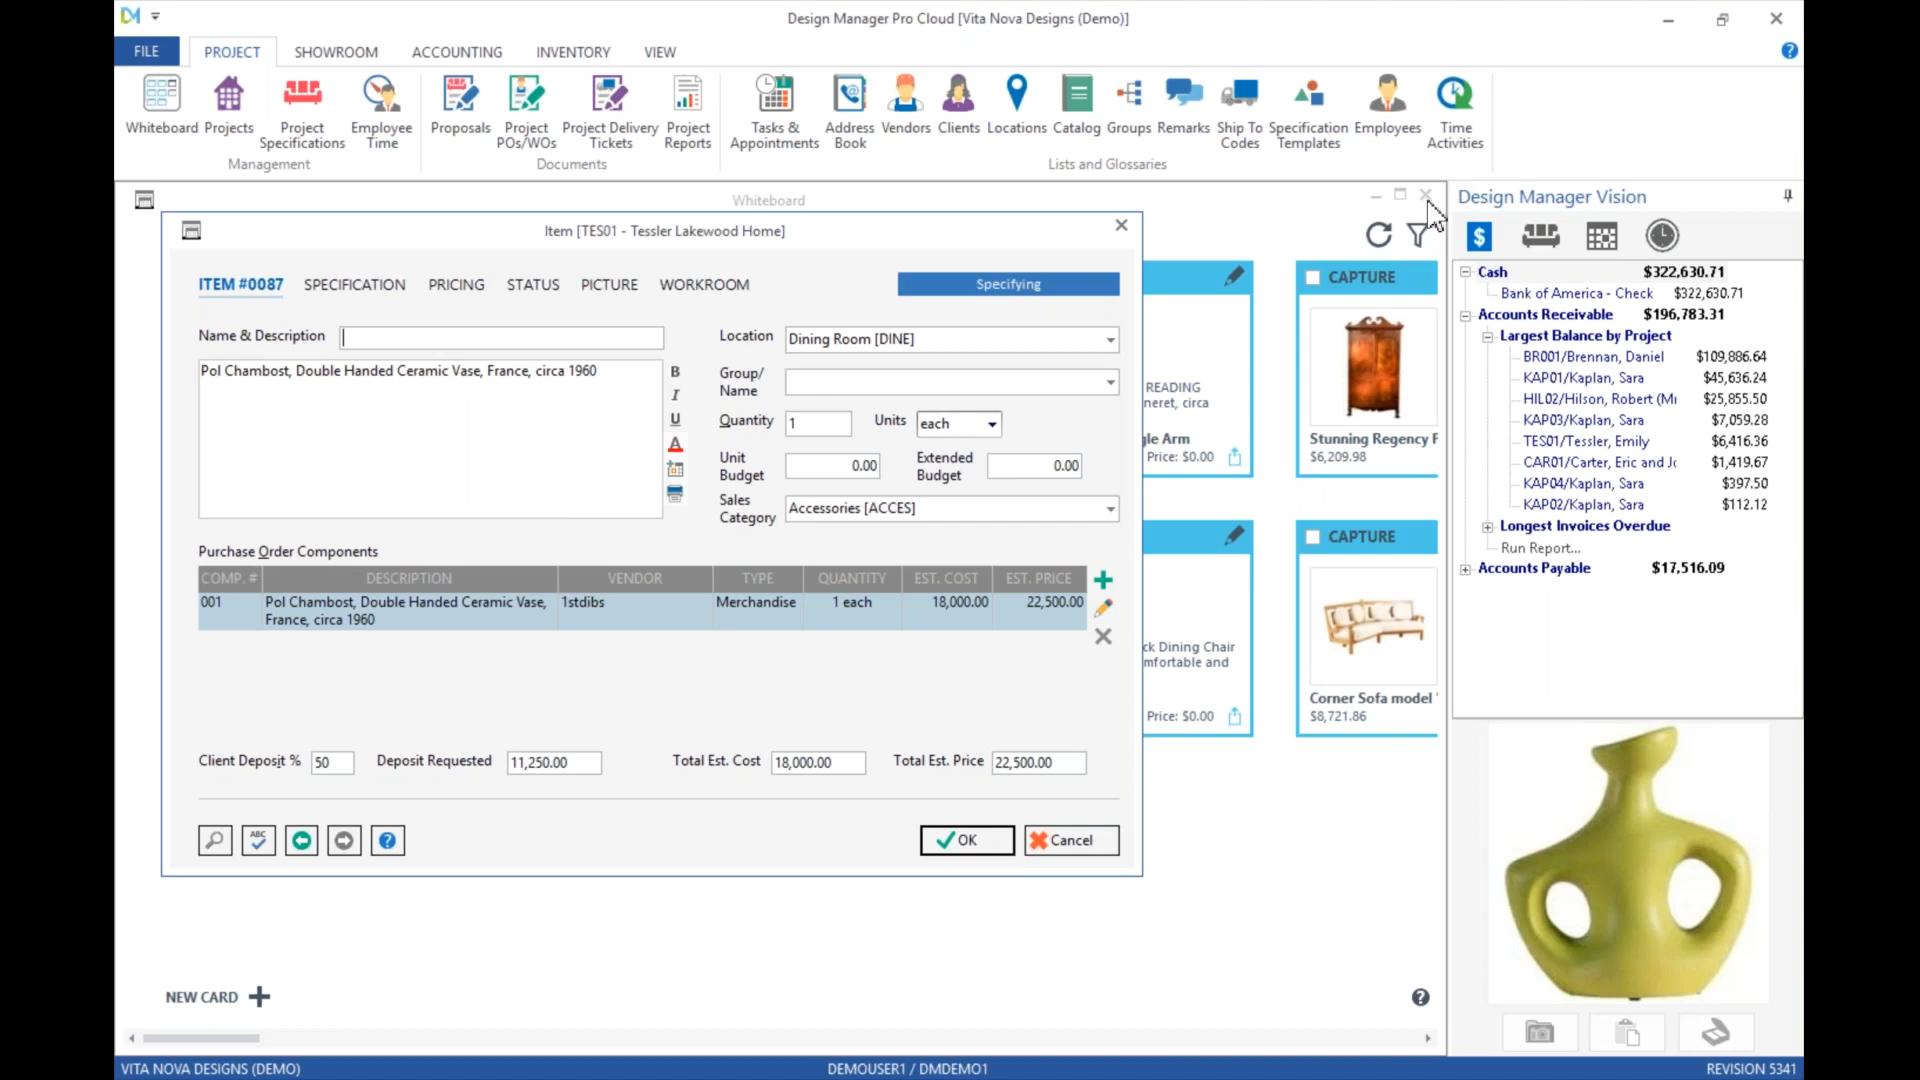 Design Manager Pro Cloud [Vita Nova Designs (Demo)]
FILE
PROJECT
SHOWROOM
ACCOUNTING
INVENTORY
VIEW
Whiteboard
Projects
Project
Specifications
Employee
Time
Management
Proposals
Project
POs/WOs
Project Delivery
Tickets
Project
Reports
Documents
Tasks &
Appointments
Address
Book
Vendors
Clients
Locations
Catalog
Groups
Remarks
Ship To
Codes
Specification
Templates
Employees
Time
Activities
Lists and Glossaries
Whiteboard
Item [TES01 - Tessler Lakewood Home]
ITEM #0087
SPECIFICATION
PRICING
STATUS
PICTURE
WORKROOM
Specifying
Name & Description
Pol Chambost, Double Handed Ceramic Vase, France, circa 1960
B
I
U
A
ABC
Location
Dining Room [DINE]
Group/
Name
Quantity
1
Units
each
Unit
Budget
0.00
Extended
Budget
0.00
Sales
Category
Accessories [ACCES]
Purchase Order Components
COMP. # DESCRIPTION VENDOR TYPE QUANTITY EST. COST EST. PRICE
001 Pol Chambost, Double Handed Ceramic Vase, 1stdibs Merchandise 1 each 18,000.00 22,500.00
France, circa 1960
Client Deposit % 50 Deposit Requested 11,250.00 Total Est. Cost 18,000.00 Total Est. Price 22,500.00
OK
Cancel
READING
neret, circa
le Arm
Price: $0.00
CAPTURE
Stunning Regency F
$6,209.98
ck Dining Chair
mfortable and
Price: $0.00
CAPTURE
Corner Sofa model '
$8,721.86
NEW CARD
Design Manager Vision
$
Cash $322,630.71
Bank of America - Check $322,630.71
Accounts Receivable $196,783.31
Largest Balance by Project
BR001/Brennan, Daniel $109,886.64
KAP01/Kaplan, Sara $45,636.24
HIL02/Hilson, Robert (Mr $25,855.50
KAP03/Kaplan, Sara $7,059.28
TES01/Tessler, Emily $6,416.36
CAR01/Carter, Eric and Jo $1,419.67
KAP04/Kaplan, Sara $397.50
KAP02/Kaplan, Sara $112.12
Longest Invoices Overdue
Run Report...
Accounts Payable $17,516.09
VITA NOVA DESIGNS (DEMO)
DEMOUSER1 / DMDEMO1
REVISION 5341